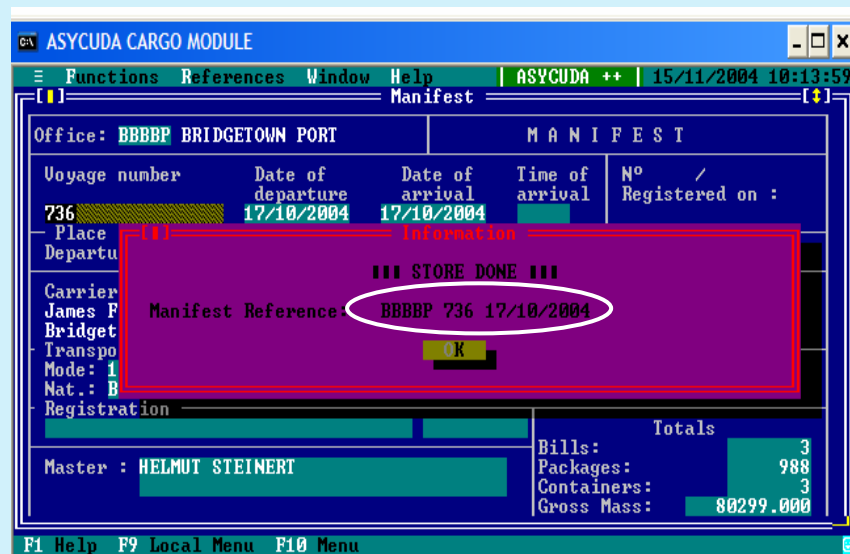 ASYCUDA CARGO MODULE
≡ Functions References Window Help ASYCUDA ++ 15/11/2004 10:13:59
Manifest
Office: BBBBP BRIDGETOWN PORT MANIFEST
Voyage number Date of departure Date of arrival Time of arrival Nº /
Registered on :
736 17/10/2004 17/10/2004
Place
Departu
Information
STORE DONE
Carrier
James F
Manifest Reference: BBBBP 736 17/10/2004
Bridget
Transpo
OK
Mode: 1
Nat.: B
Registration
Totals
Bills: 3
Master : HELMUT STEINERT
Packages: 988
Containers: 3
Gross Mass: 80299.000
F1 Help F9 Local Menu F10 Menu